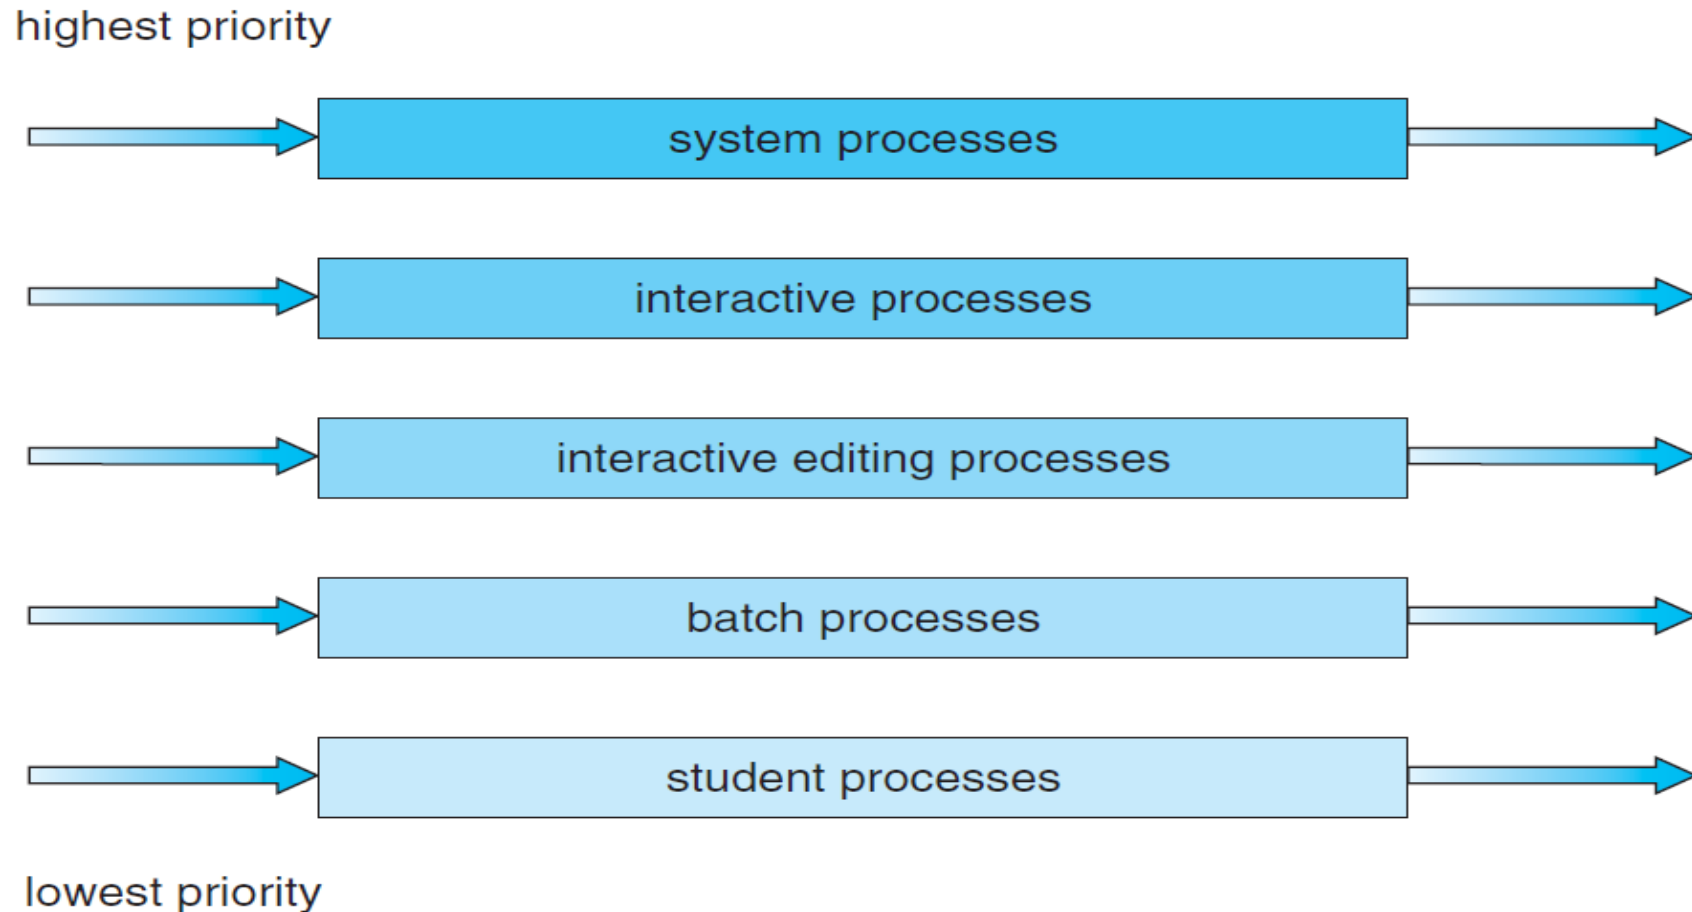 highest priority
system processes
interactive processes
interactive editing processes
batch processes
student processes
lowest priority